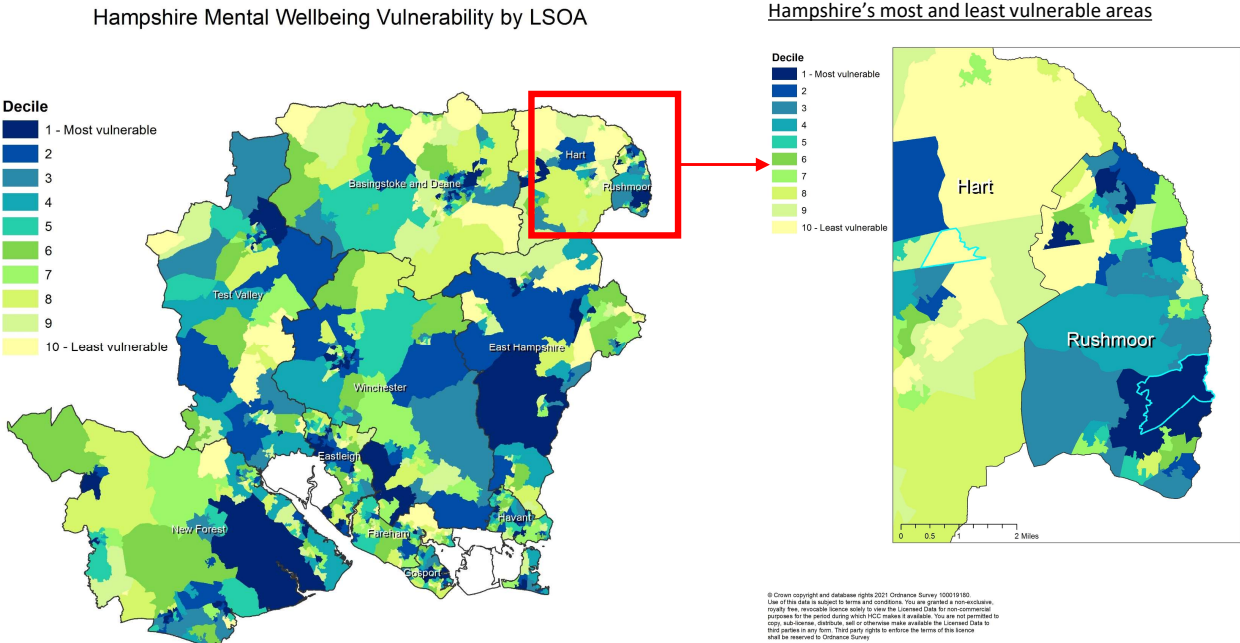 Hampshire Mental Wellbeing Vulnerability by LSOA
Decile
1 - Most vulnerable
2
3
4
5
6
7
8
9
10 - Least vulnerable
Hart
Basingstoke and Deane
Rushmoor
Test Valley
East Hampshire
Winchester
Eastleigh
New Forest
Fareham
Havant
Gosport
Hampshire's most and least vulnerable areas
Decile
1 - Most vulnerable
2
3
4
5
6
7
8
9
10 - Least vulnerable
Hart
Rushmoor
0 0.5 1 2 Miles
© Crown copyright and database rights 2021 Ordnance Survey 100019180.
Use of this data is subject to terms and conditions. You are granted a non-exclusive,
royalty free, revocable licence solely to view the Licensed Data for non-commercial
purposes for the period during which HCC makes it available. You are not permitted to
copy, sub-license, distribute, sell or otherwise make available the Licensed Data to
third parties in any form. Third party rights to enforce the terms of this licence
shall be reserved to Ordnance Survey